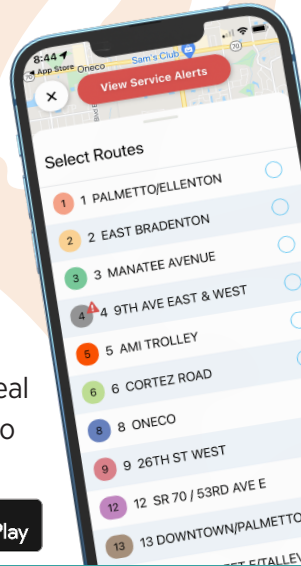 8:44
App Store
Oneco
Sam's Club
70
View Service Alerts
Select Routes
1 1 PALMETTO/ELLENTON
2 2 EAST BRADENTON
3 3 MANATEE AVENUE
4 4 9TH AVE EAST & WEST
5 5 AMI TROLLEY
6 6 CORTEZ ROAD
8 8 ONECO
9 9 26TH ST WEST
12 12 SR 70 / 53RD AVE E
13 13 DOWNTOWN/PALMETTO
eal
o
Play